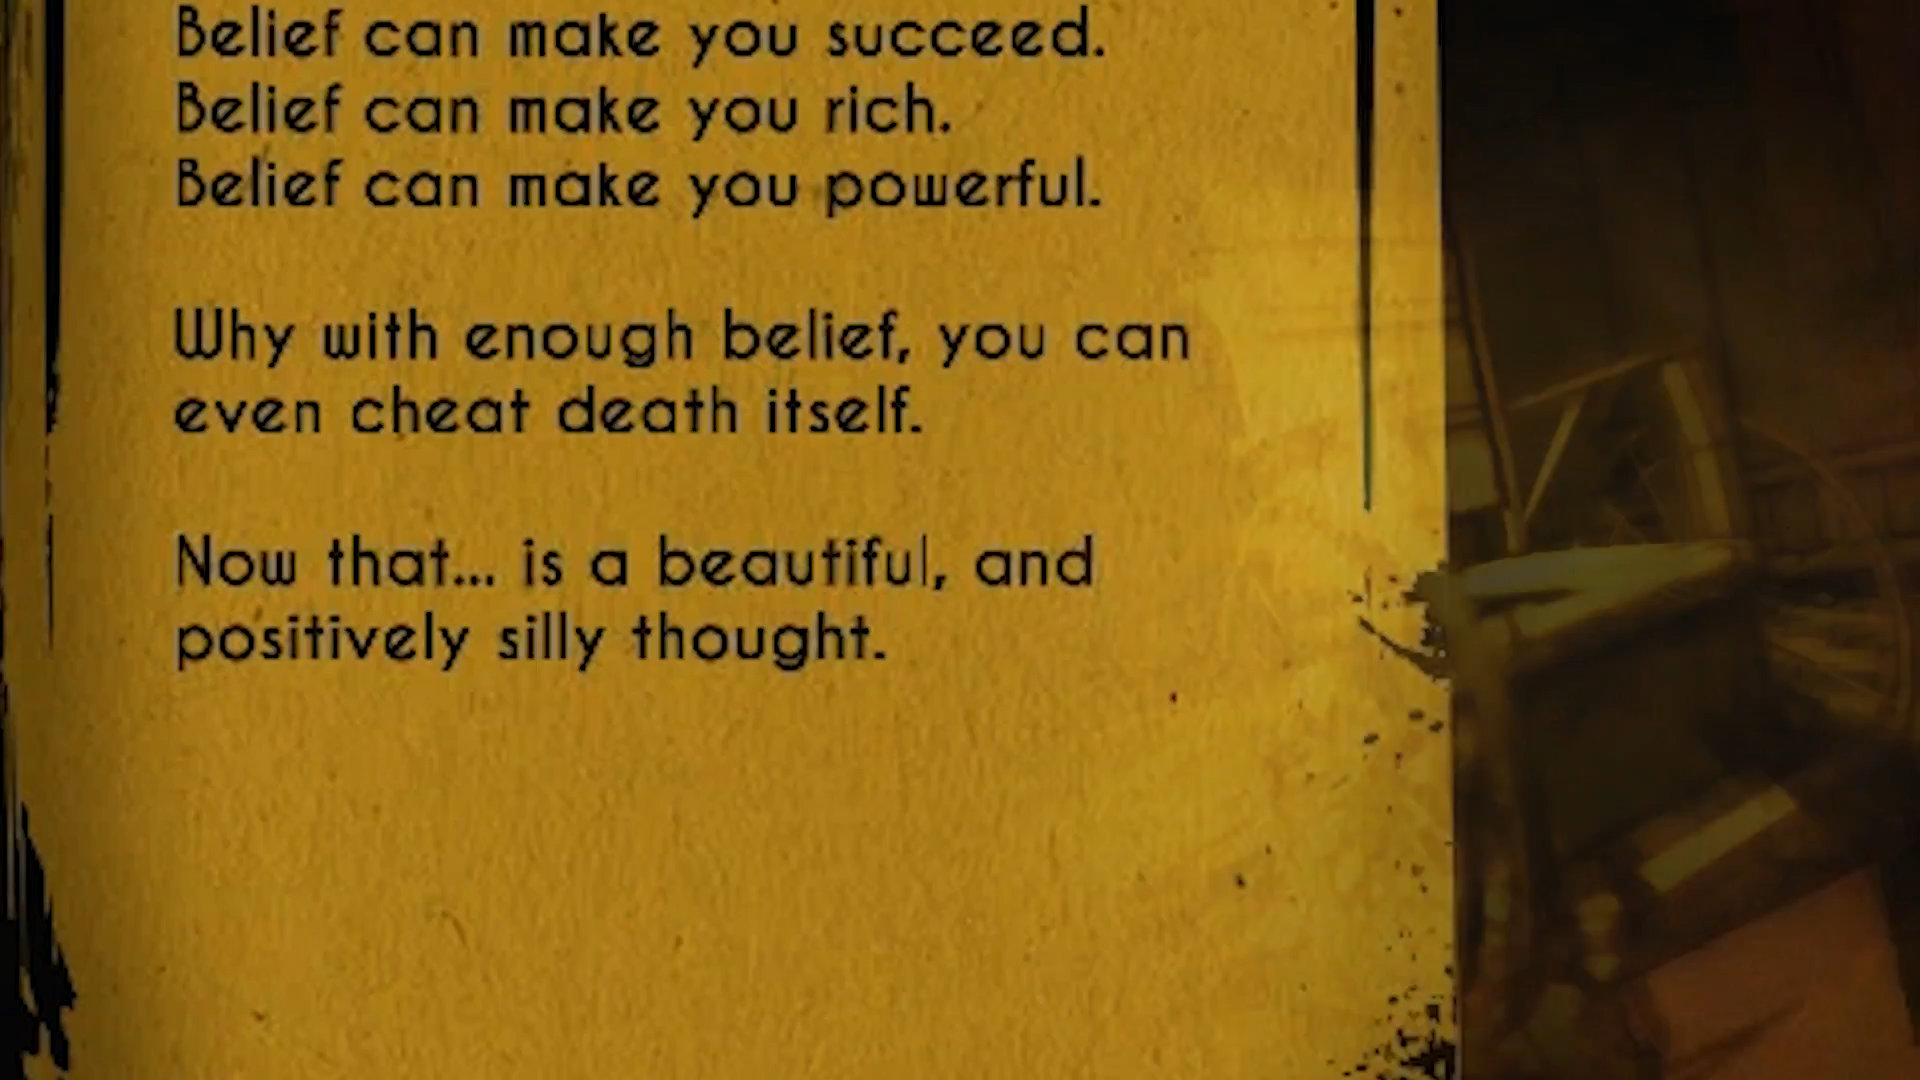 Belief can make you succeed.
Belief can make you rich.
Belief can make you powerful.
Why with enough belief, you can
even cheat death itself.
Now that... is a beautiful, and
positively silly thought.